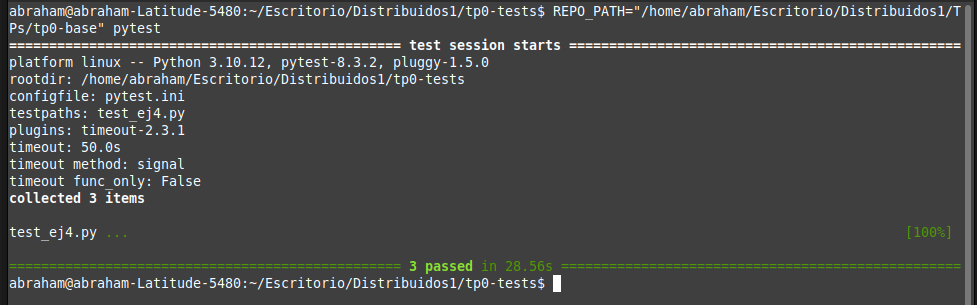 abraham@abraham-Latitude-5480:~/Escritorio/Distribuidos1/tp0-tests$ REPO_PATH="/home/abraham/Escritorio/Distribuidos1/T
Ps/tp0-base" pytest
================================================ test session starts ================================================
platform linux -- Python 3.10.12, pytest-8.3.2, pluggy-1.5.0
rootdir: /home/abraham/Escritorio/Distribuidos1/tp0-tests
configfile: pytest.ini
testpaths: test_ej4.py
plugins: timeout-2.3.1
timeout: 50.0s
timeout method: signal
timeout func_only: False
collected 3 items
test_ej4.py ... [100%]
================================================ 3 passed in 28.56s =================================================
abraham@abraham-Latitude-5480:~/Escritorio/Distribuidos1/tp0-tests$